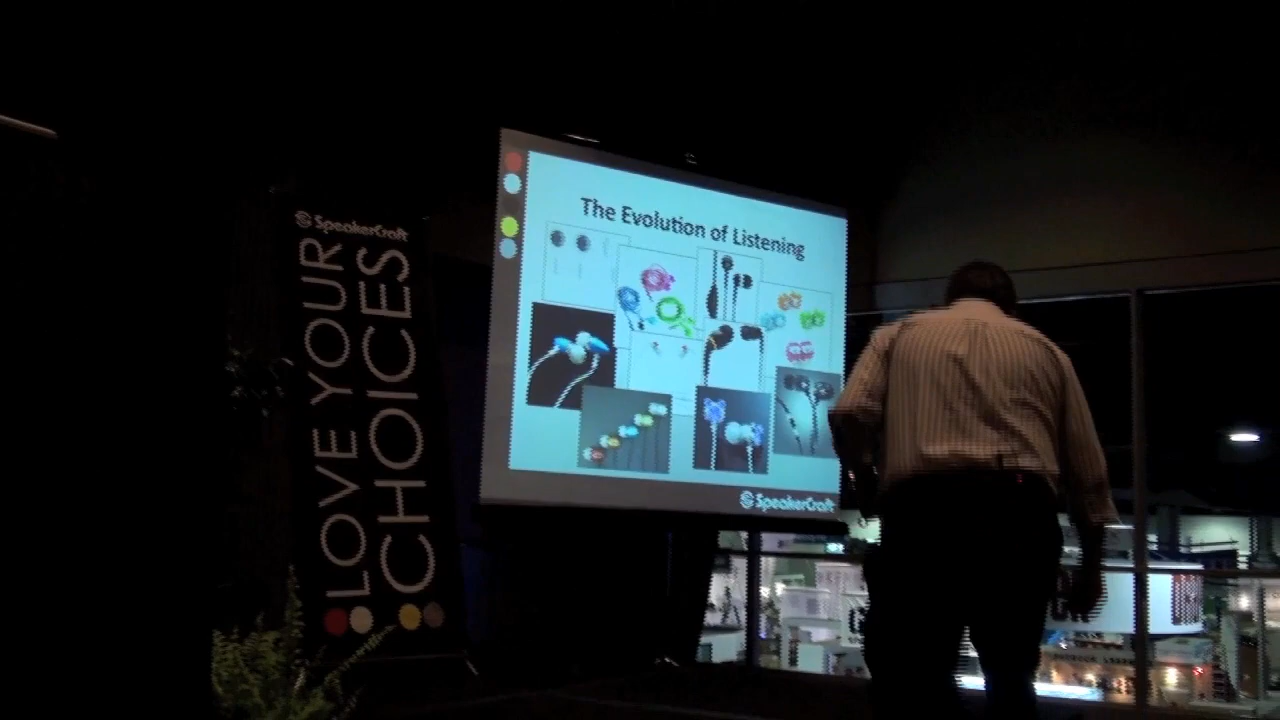 SpeakerCraft
LOVE YOUR
CHOICES
The Evolution of Listening
SpeakerCraft